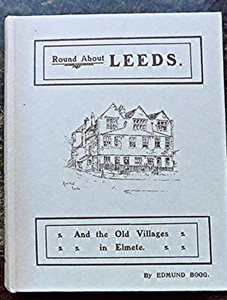 Round About LEEDS.
And the Old Villages
in Elmete.
By EDMUND BOGG.